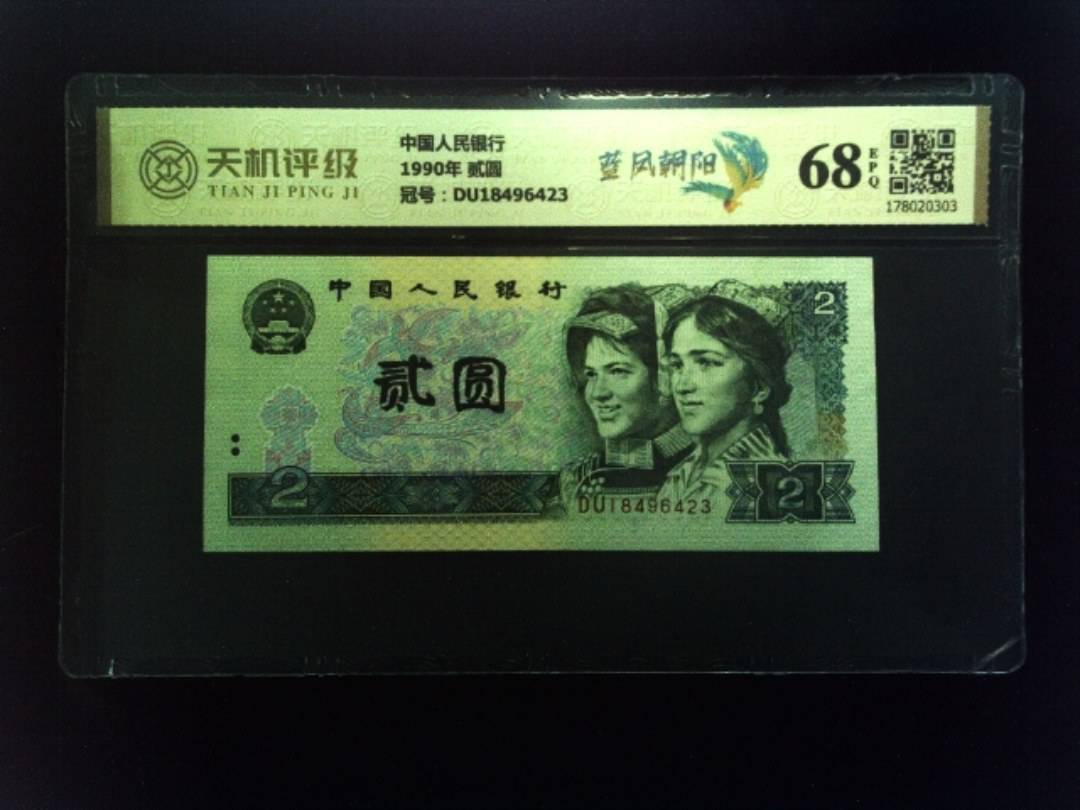 天机评级
TIAN JI PING JI
中国人民银行
1990年 贰圆
冠号：DU18496423
蓝凤朝阳
68
EPQ
178020303
中国人民银行
2
贰圆
2
DU18496423
2